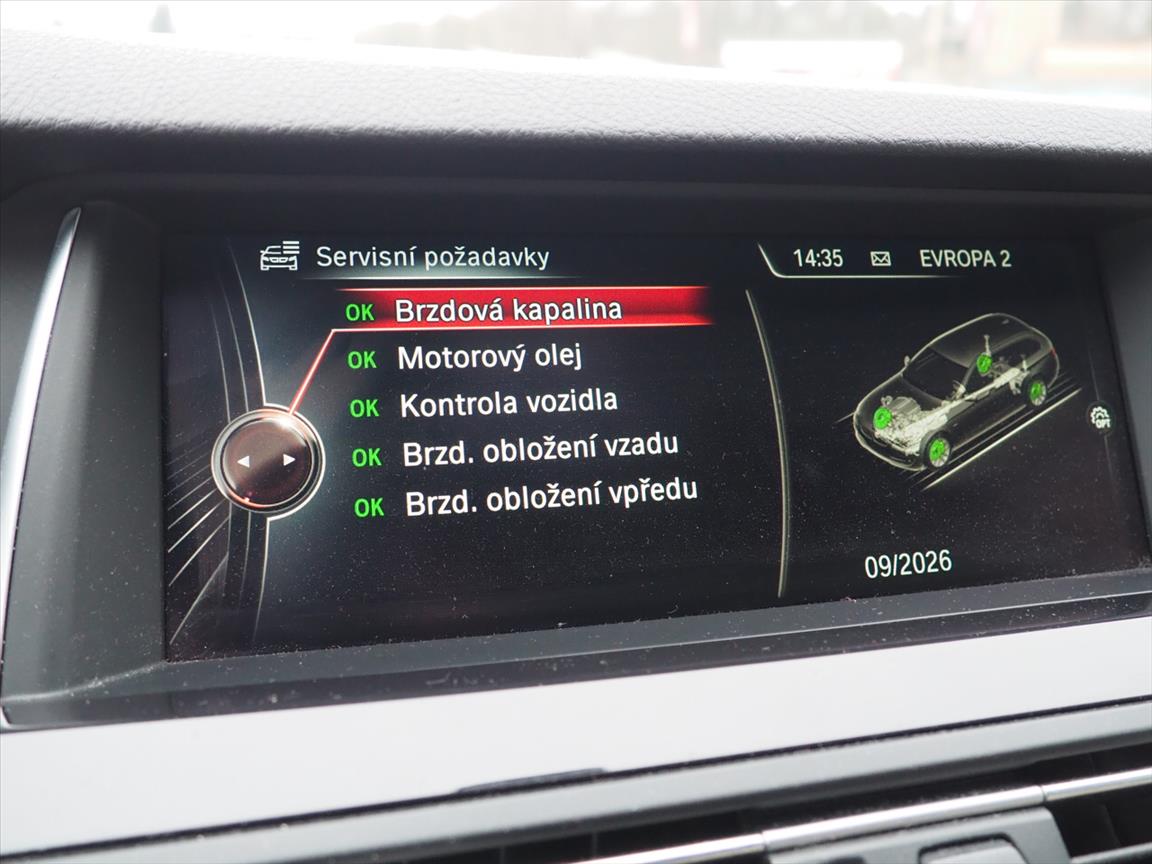 Servisní požadavky
14:35 EVROPA 2
OK Brzdová kapalina
OK Motorový olej
OK Kontrola vozidla
OK Brzd. obložení vzadu
OK Brzd. obložení vpředu
OPT
09/2026